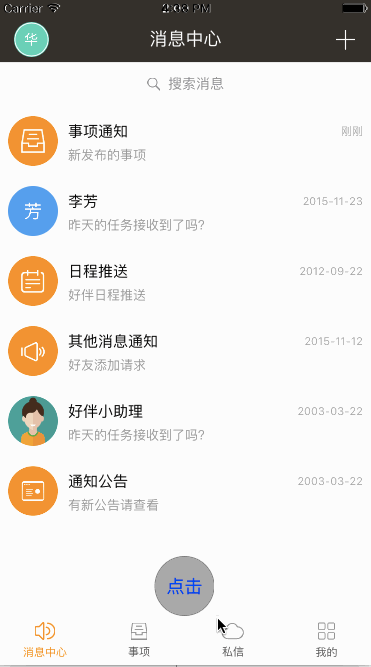 Carrier 2:03 PM
华 消息中心
搜索消息
事项通知 刚刚
新发布的事项
芳 李芳 2015-11-23
昨天的任务接收到了吗?
日程推送 2012-09-22
好伴日程推送
其他消息通知 2015-11-12
好友添加请求
好伴小助理 2003-03-22
昨天的任务接收到了吗?
通知公告 2003-03-22
有新公告请查看
点击
消息中心 事项 私信 我的